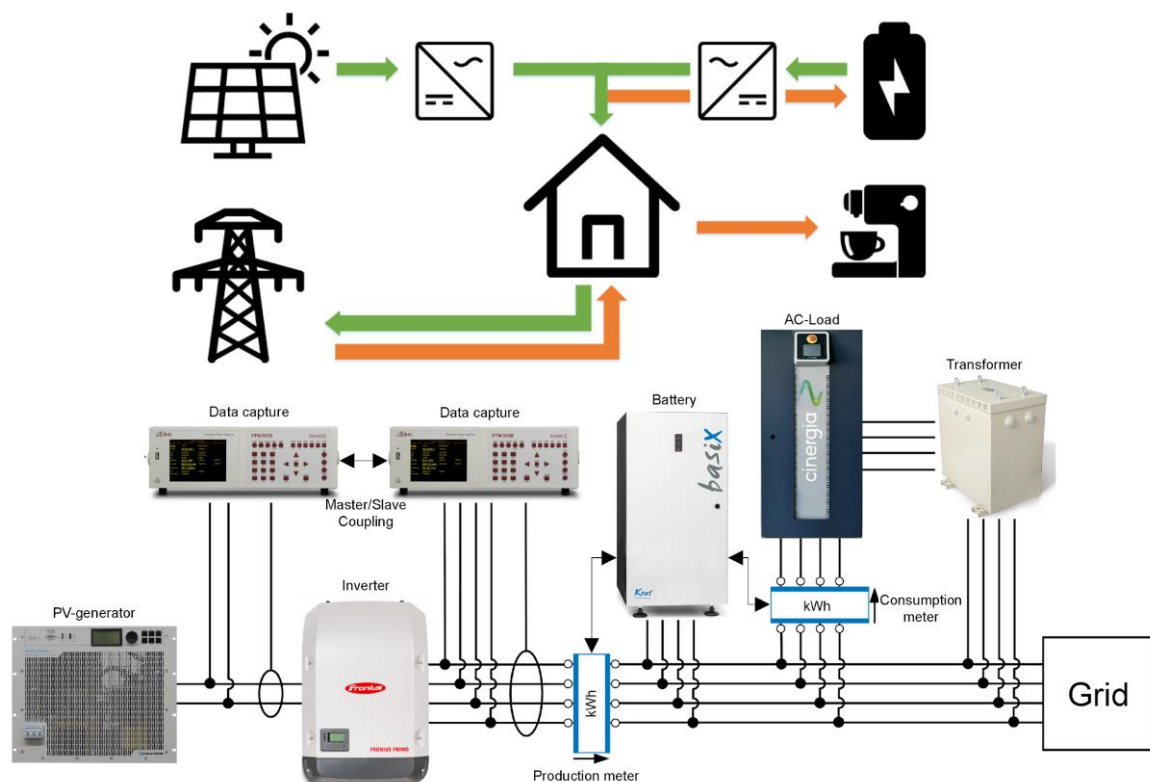 AC-Load
Transformer
Battery
Data capture
Data capture
cinergia
basiX
Master/Slave
Coupling
Inverter
PV-generator
kWh
Consumption
meter
Knet
Fronius
kWh
Grid
FRONIUS PRIMO
Production meter